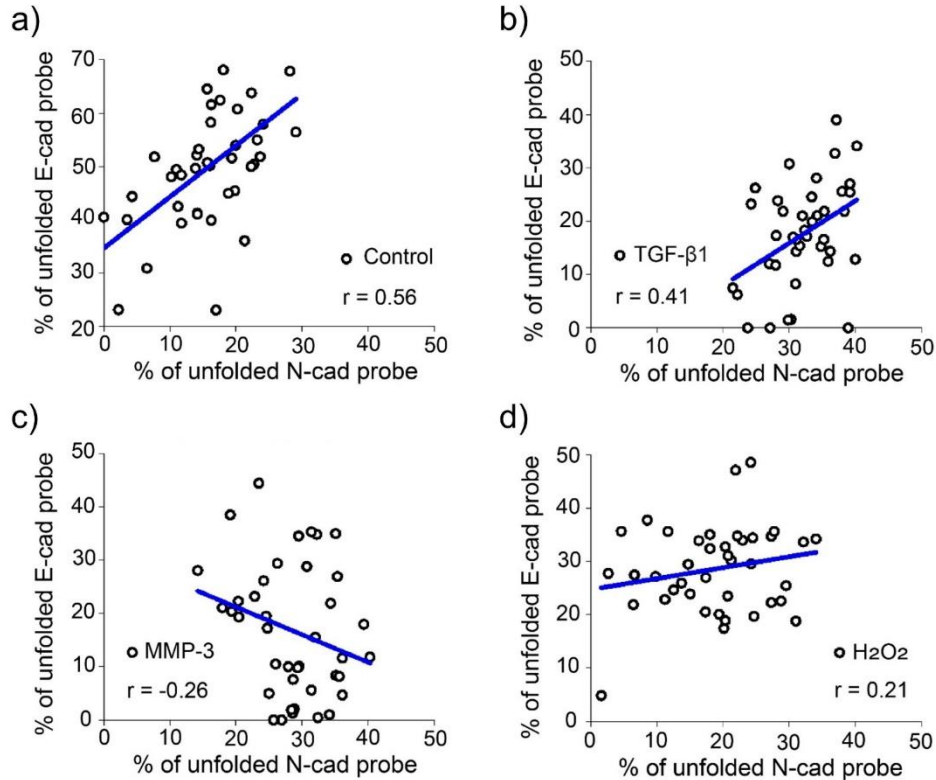 a)
% of unfolded E-cad probe
70
60
50
40
30
20
0
10
20
30
40
50
Control
r = 0.56
% of unfolded N-cad probe
b)
% of unfolded E-cad probe
50
40
30
20
10
0
0
10
20
30
40
50
TGF-β1
r = 0.41
% of unfolded N-cad probe
c)
% of unfolded E-cad probe
50
40
30
20
10
0
0
10
20
30
40
50
MMP-3
r = -0.26
% of unfolded N-cad probe
d)
% of unfolded E-cad probe
50
40
30
20
10
0
0
10
20
30
40
50
H2O2
r = 0.21
% of unfolded N-cad probe